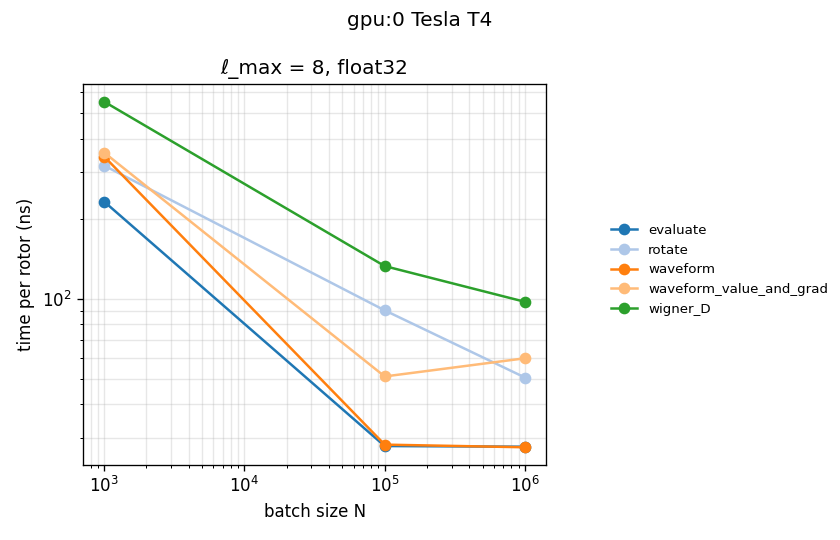 gpu:0 Tesla T4
ℓ_max = 8, float32
time per rotor (ns)
10²
10³
10⁴
10⁵
10⁶
batch size N
evaluate
rotate
waveform
waveform_value_and_grad
wigner_D